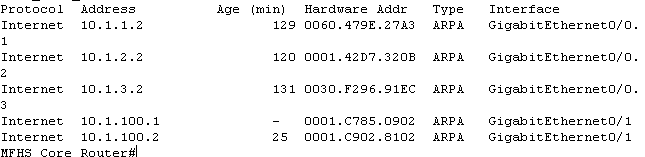 Protocol  Address          Age (min)  Hardware Addr   Type   Interface
Internet  10.1.1.2               129  0060.479E.27A3  ARPA   GigabitEthernet0/0.
1
Internet  10.1.2.2               120  0001.42D7.320B  ARPA   GigabitEthernet0/0.
2
Internet  10.1.3.2               131  0030.F296.91EC  ARPA   GigabitEthernet0/0.
3
Internet  10.1.100.1             -    0001.C785.0902  ARPA   GigabitEthernet0/1
Internet  10.1.100.2             25   0001.C902.8102  ARPA   GigabitEthernet0/1
MFHS Core Router#